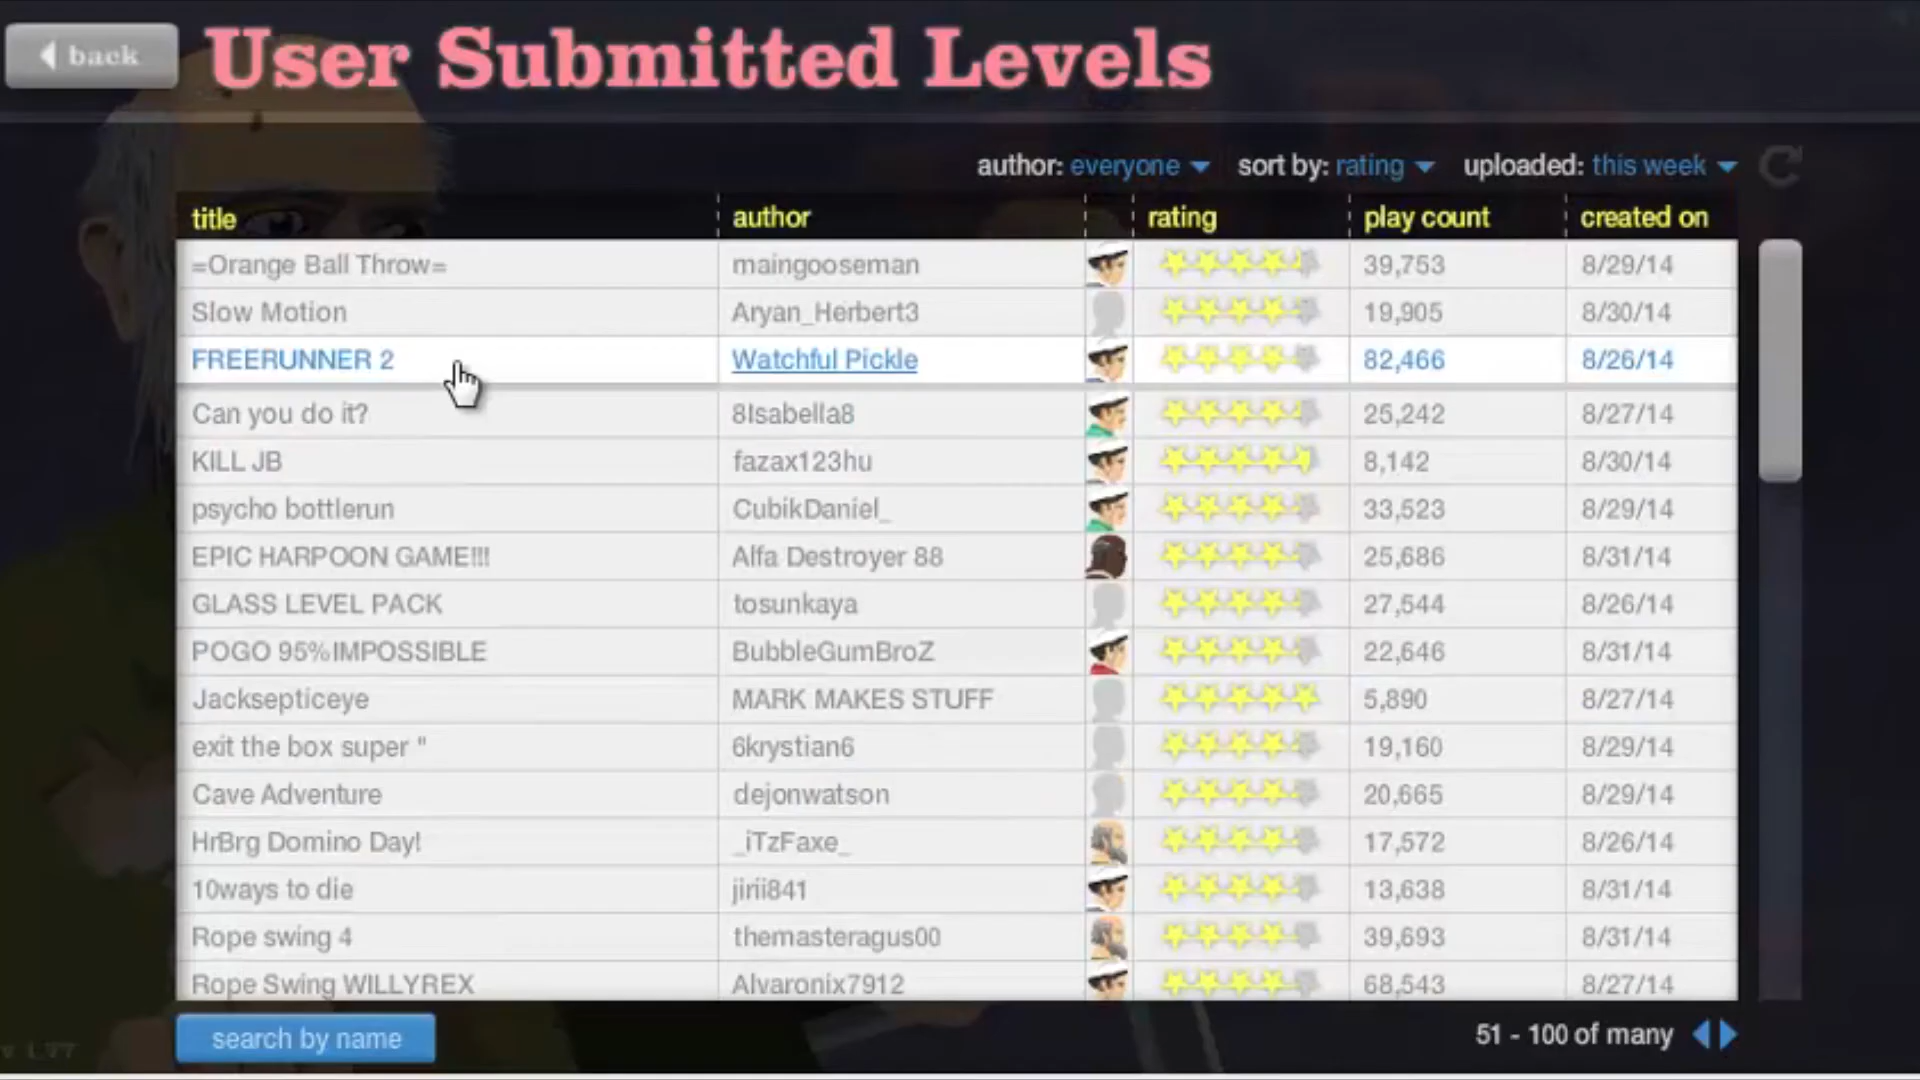 back
User Submitted Levels
author: everyone sort by: rating uploaded: this week
title author rating play count created on
=Orange Ball Throw= maingooseman 39,753 8/29/14
Slow Motion Aryan_Herbert3 19,905 8/30/14
FREERUNNER 2 Watchful Pickle 82,466 8/26/14
Can you do it? 8Isabella8 25,242 8/27/14
KILL JB fazax123hu 8,142 8/30/14
psycho bottlerun CubikDaniel_ 33,523 8/29/14
EPIC HARPOON GAME!!! Alfa Destroyer 88 25,686 8/31/14
GLASS LEVEL PACK tosunkaya 27,544 8/26/14
POGO 95%IMPOSSIBLE BubbleGumBroZ 22,646 8/31/14
Jacksepticeye MARK MAKES STUFF 5,890 8/27/14
exit the box super " 6krystian6 19,160 8/29/14
Cave Adventure dejonwatson 20,665 8/29/14
HrBrg Domino Day! _iTzFaxe_ 17,572 8/26/14
10ways to die jirii841 13,638 8/31/14
Rope swing 4 themasteragus00 39,693 8/31/14
Rope Swing WILLYREX Alvaronix7912 68,543 8/27/14
search by name 51 - 100 of many